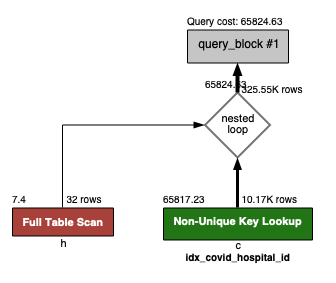 Query cost: 65824.63
query_block #1
65824.63
325.55K rows
nested
loop
7.4
32 rows
65817.23
10.17K rows
Full Table Scan
Non-Unique Key Lookup
h
c
idx_covid_hospital_id